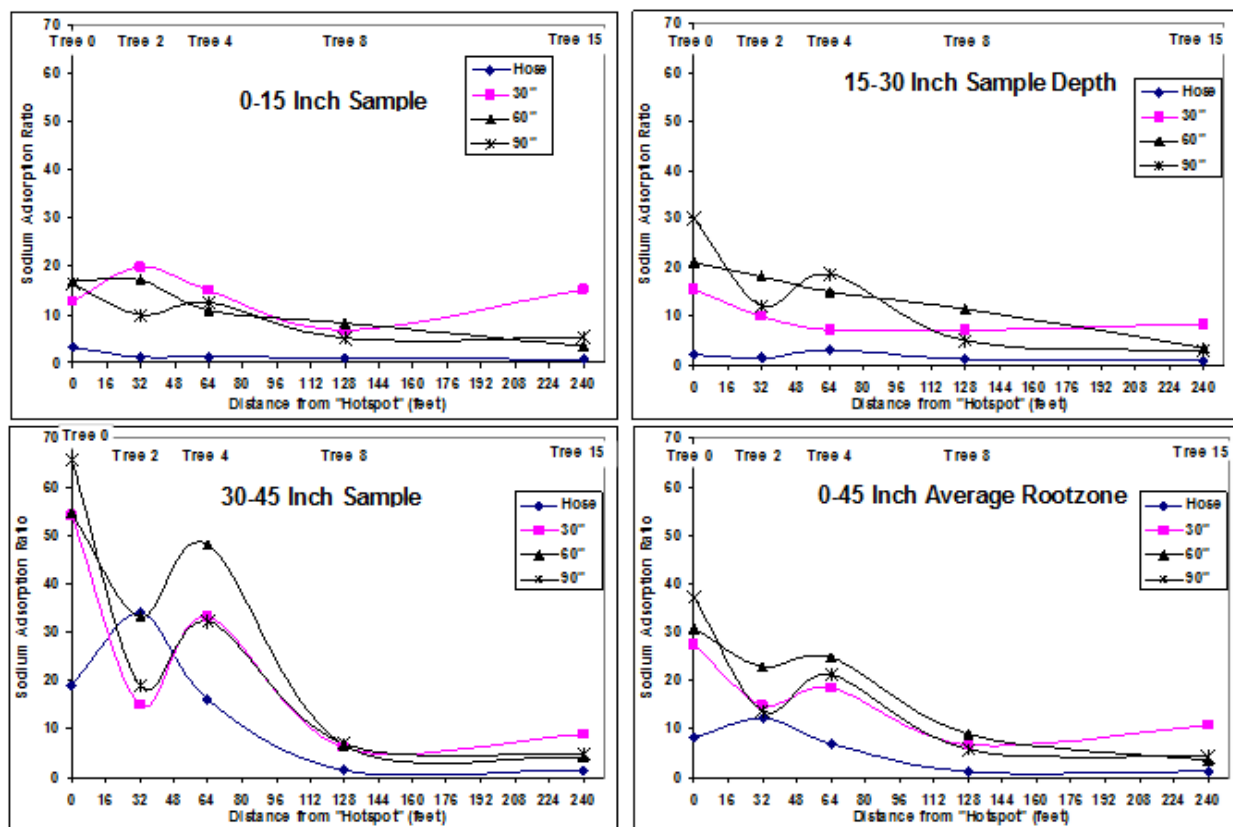 70
Tree 0 Tree 2 Tree 4 Tree 8 Tree 15
60
50
40
30
20
10
0
Sodium Adsorption Ratio
0-15 Inch Sample
Hose
30"
60"
90"
0 16 32 48 64 80 96 112 128 144 160 176 192 208 224 240
Distance from "Hotspot" (feet)
70
Tree 0 Tree 2 Tree 4 Tree 8 Tree 15
60
50
40
30
20
10
0
Sodium Adsorption Ratio
15-30 Inch Sample Depth
Hose
30"
60"
90"
0 16 32 48 64 80 96 112 128 144 160 176 192 208 224 240
Distance from "Hotspot" (feet)
70
Tree 0 Tree 2 Tree 4 Tree 8 Tree 15
60
50
40
30
20
10
0
Sodium Adsorption Ratio
30-45 Inch Sample
Hose
30"
60"
90"
0 16 32 48 64 80 96 112 128 144 160 176 192 208 224 240
Distance from "Hotspot" (feet)
70
Tree 0 Tree 2 Tree 4 Tree 8 Tree 15
60
50
40
30
20
10
0
Sodium Adsorption Ratio
0-45 Inch Average Rootzone
Hose
30"
60"
90"
0 16 32 48 64 80 96 112 128 144 160 176 192 208 224 240
Distance from "Hotspot" (feet)